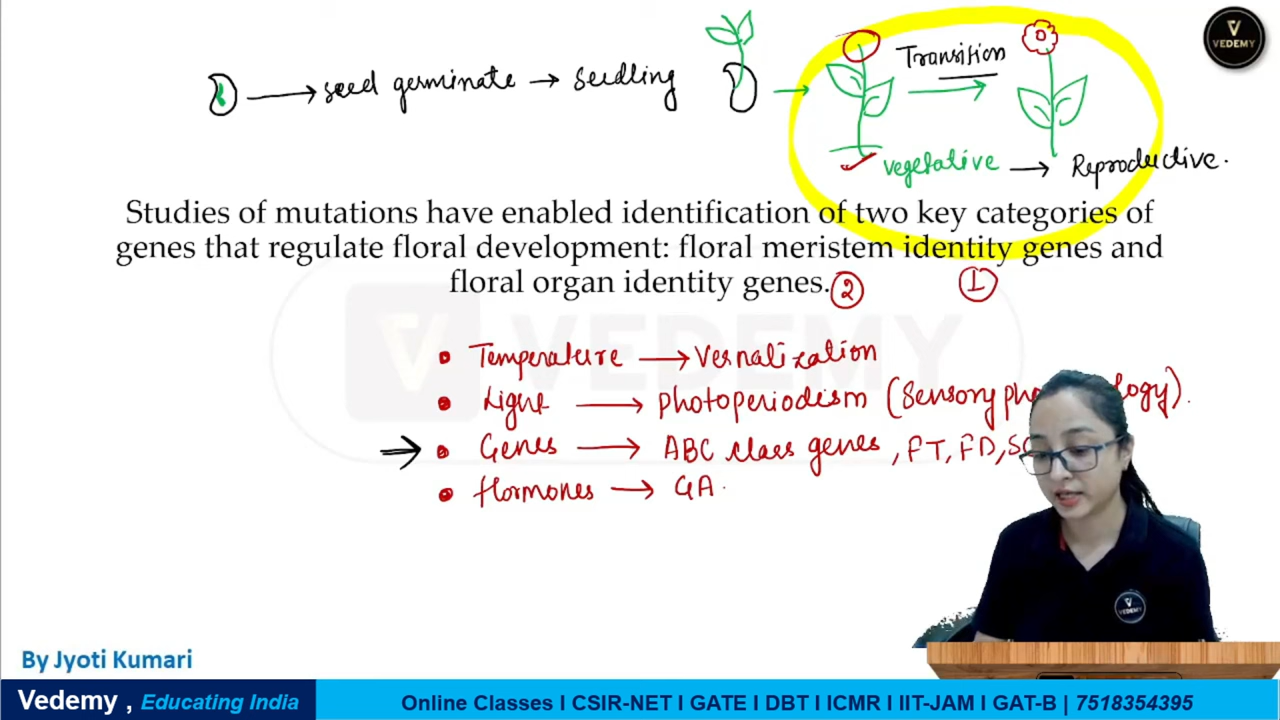 VEDEMY
Transition
seed germinate → seedling
vegetative → Reproductive.
Studies of mutations have enabled identification of two key categories of
genes that regulate floral development: floral meristem identity genes and
floral organ identity genes.
② ①
VEDEMY
• Temperature → Vernalization
• Light → Photoperiodism (Sensory
• Genes → ABC class genes, FT, FD,
• Hormones → GA
VEDEMY
By Jyoti Kumari
Vedemy , Educating India
Online Classes I CSIR-NET I GATE I DBT I ICMR I IIT-JAM I GAT-B | 7518354395